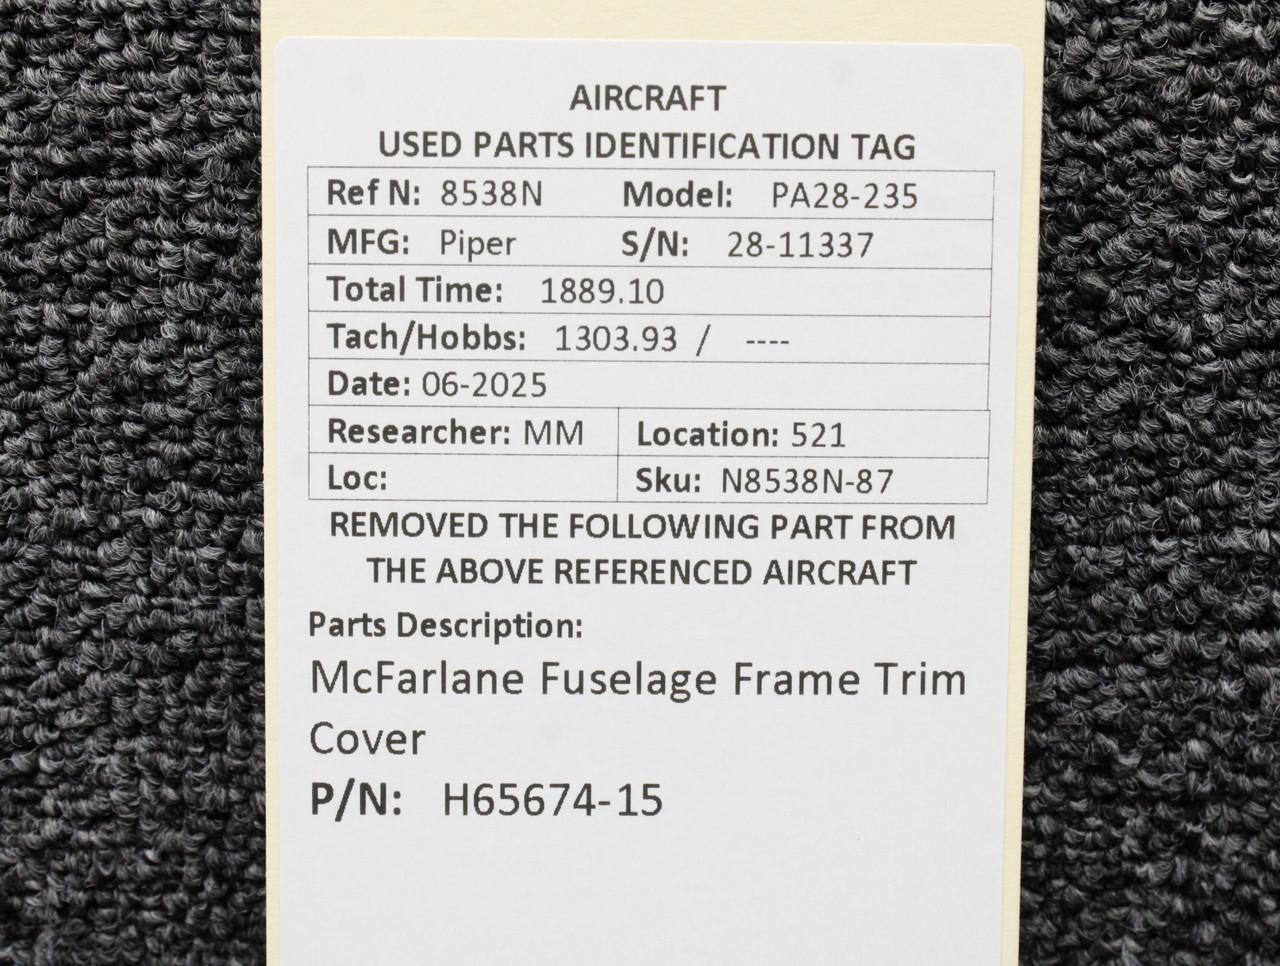 AIRCRAFT
USED PARTS IDENTIFICATION TAG
Ref N: 8538N Model: PA28-235
MFG: Piper S/N: 28-11337
Total Time: 1889.10
Tach/Hobbs: 1303.93 / ----
Date: 06-2025
Researcher: MM Location: 521
Loc: Sku: N8538N-87
REMOVED THE FOLLOWING PART FROM
THE ABOVE REFERENCED AIRCRAFT
Parts Description:
McFarlane Fuselage Frame Trim
Cover
P/N: H65674-15